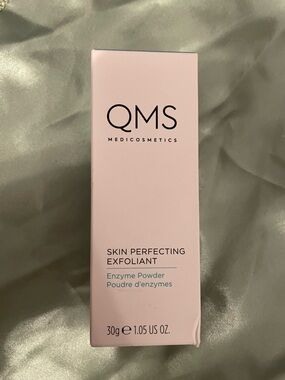 QMS
MEDICOSMETICS
SKIN PERFECTING
EXFOLIANT
Enzyme Powder
Poudre d'enzymes
30g ℮ 1.05 US OZ.